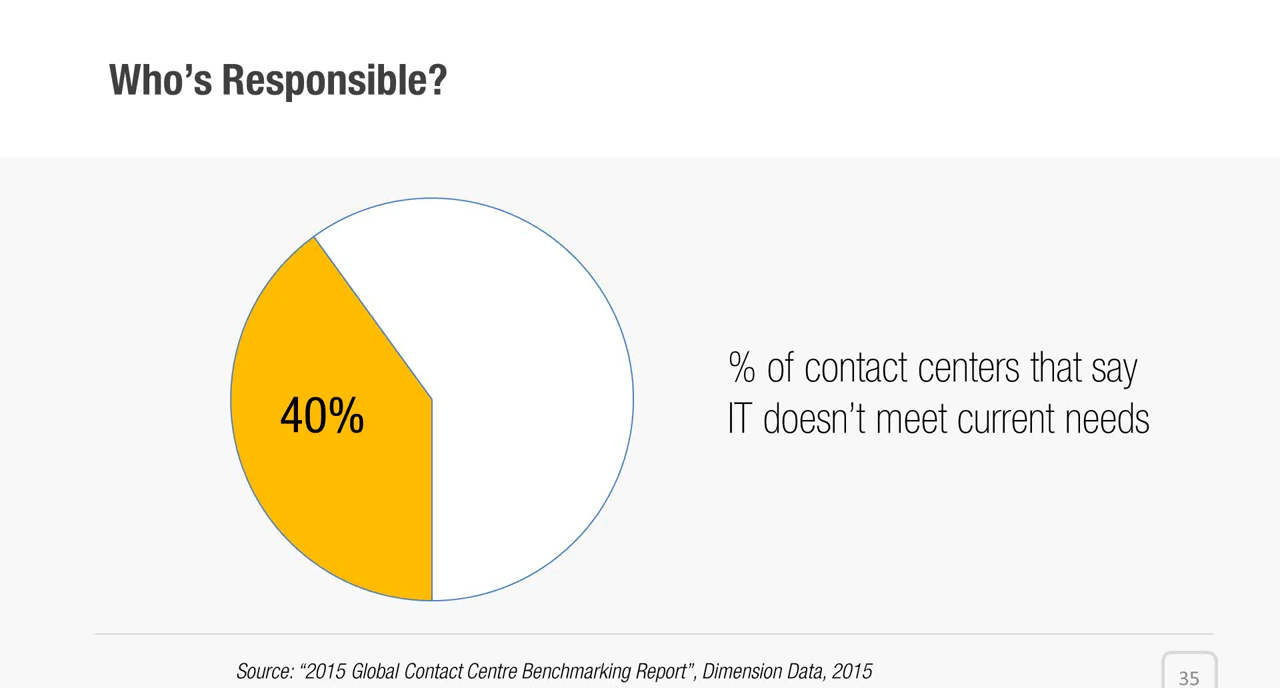 Who’s Responsible?
40%
% of contact centers that say
IT doesn’t meet current needs
Source: “2015 Global Contact Centre Benchmarking Report”, Dimension Data, 2015
35